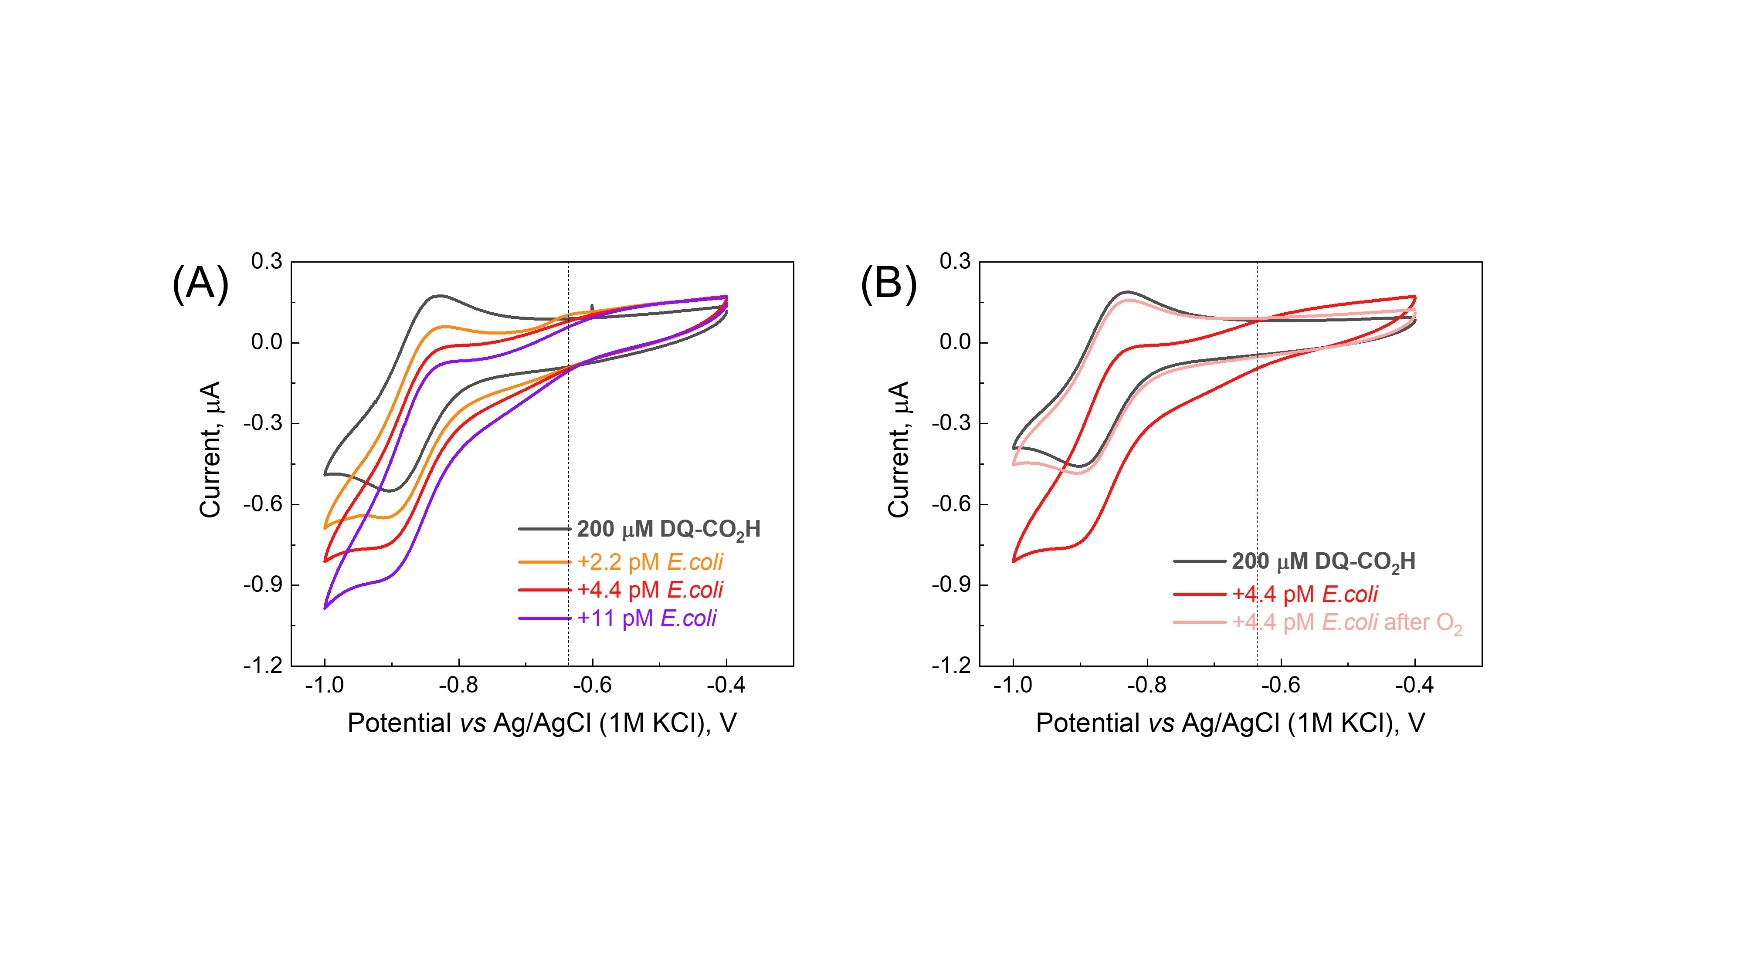 (A)
0.3
0.0
-0.3
-0.6
-0.9
-1.2
Current, μA
200 μM DQ-CO₂H
+2.2 pM E.coli
+4.4 pM E.coli
+11 pM E.coli
-1.0 -0.8 -0.6 -0.4
Potential vs Ag/AgCl (1M KCl), V
(B)
0.3
0.0
-0.3
-0.6
-0.9
-1.2
Current, μA
200 μM DQ-CO₂H
+4.4 pM E.coli
+4.4 pM E.coli after O₂
-1.0 -0.8 -0.6 -0.4
Potential vs Ag/AgCl (1M KCl), V